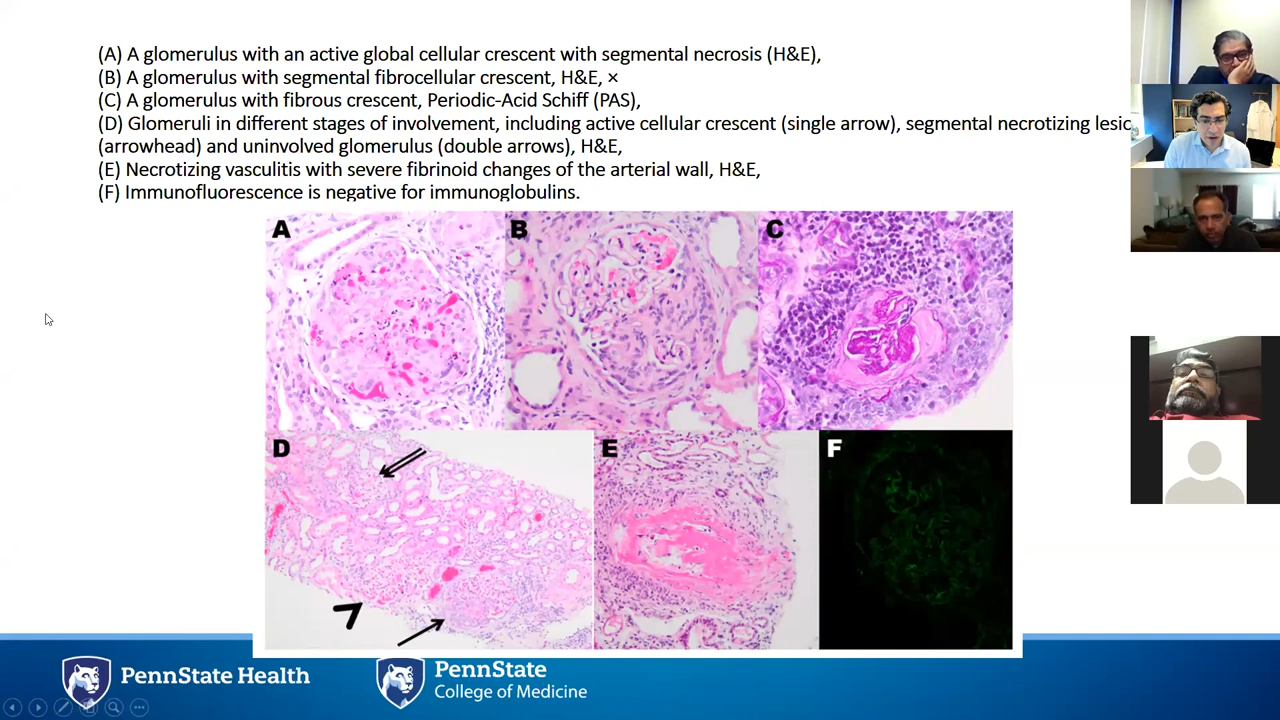 (A) A glomerulus with an active global cellular crescent with segmental necrosis (H&E),
(B) A glomerulus with segmental fibrocellular crescent, H&E, ×
(C) A glomerulus with fibrous crescent, Periodic-Acid Schiff (PAS),
(D) Glomeruli in different stages of involvement, including active cellular crescent (single arrow), segmental necrotizing lesic
(arrowhead) and uninvolved glomerulus (double arrows), H&E,
(E) Necrotizing vasculitis with severe fibrinoid changes of the arterial wall, H&E,
(F) Immunofluorescence is negative for immunoglobulins.
A
B
C
D
E
F
PennState Health
PennState
College of Medicine